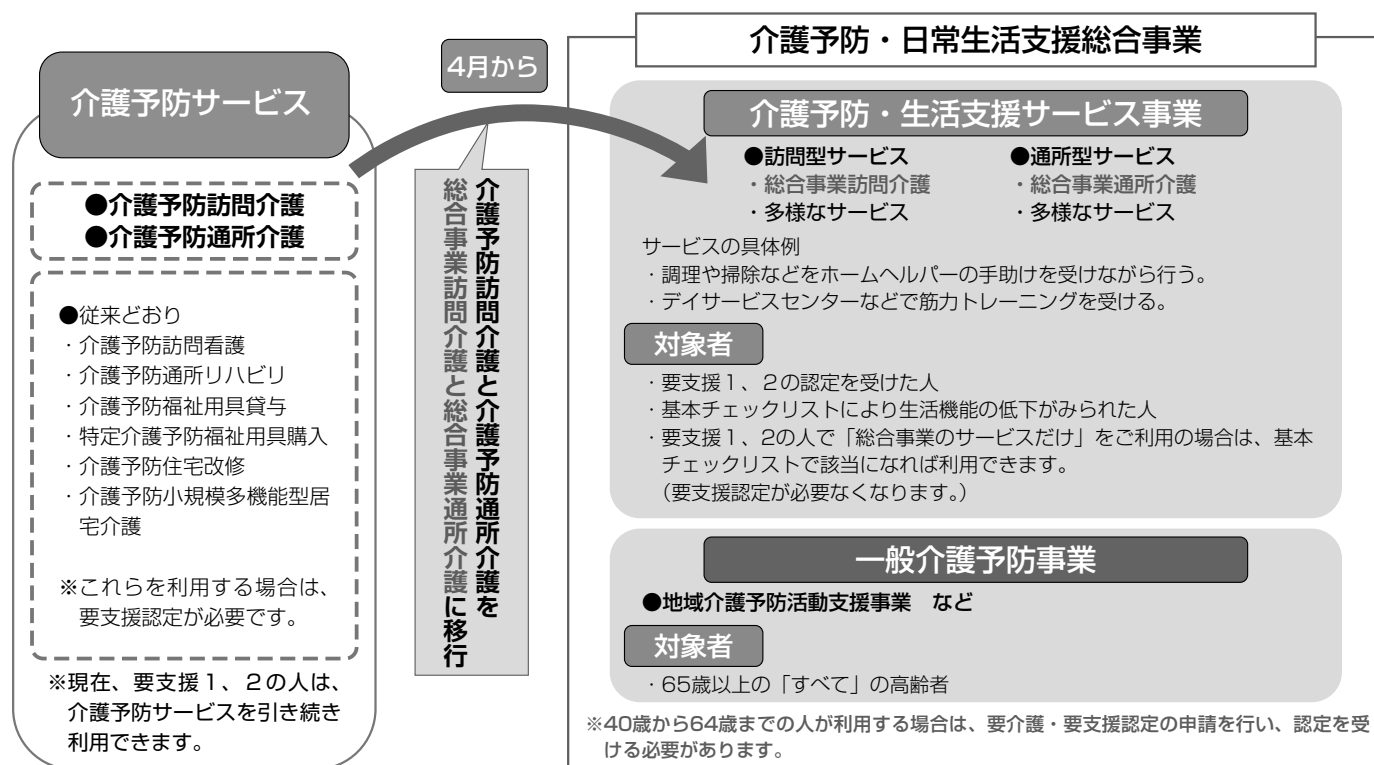 介護予防サービス
●介護予防訪問介護
●介護予防通所介護
●従来どおり
・介護予防訪問看護
・介護予防通所リハビリ
・介護予防福祉用具貸与
・特定介護予防福祉用具購入
・介護予防住宅改修
・介護予防小規模多機能型居
宅介護
※これらを利用する場合は、
要支援認定が必要です。
※現在、要支援1、2の人は、
介護予防サービスを引き続き
利用できます。
4月から
介護予防訪問介護と介護予防通所介護を
総合事業訪問介護と総合事業通所介護に移行
介護予防・日常生活支援総合事業
介護予防・生活支援サービス事業
●訪問型サービス
・総合事業訪問介護
・多様なサービス
●通所型サービス
・総合事業通所介護
・多様なサービス
サービスの具体例
・調理や掃除などをホームヘルパーの手助けを受けながら行う。
・デイサービスセンターなどで筋力トレーニングを受ける。
対象者
・要支援1、2の認定を受けた人
・基本チェックリストにより生活機能の低下がみられた人
・要支援1、2の人で「総合事業のサービスだけ」をご利用の場合は、基本
チェックリストで該当になれば利用できます。
（要支援認定が必要なくなります。）
一般介護予防事業
●地域介護予防活動支援事業　など
対象者
・65歳以上の「すべて」の高齢者
※40歳から64歳までの人が利用する場合は、要介護・要支援認定の申請を行い、認定を受
ける必要があります。